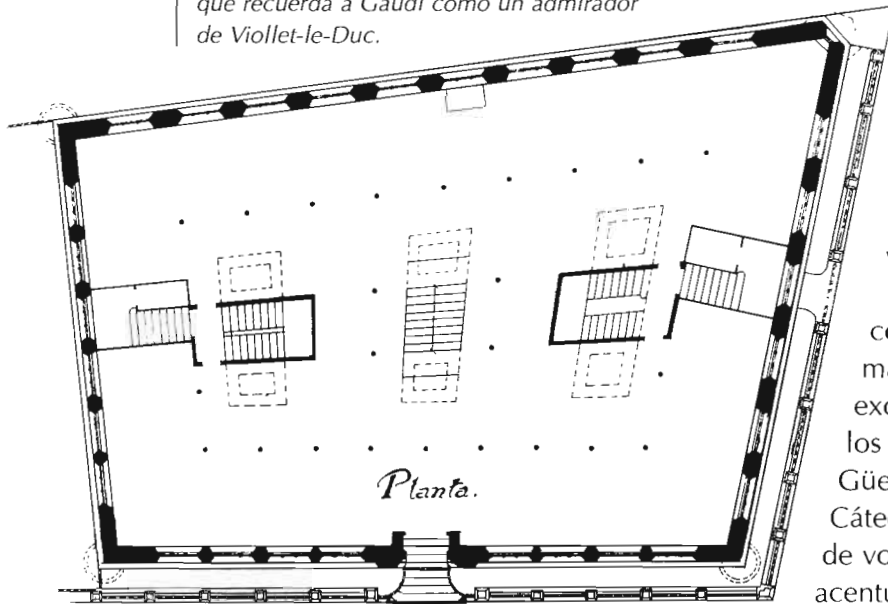 que recuerda a Gaudí como un admirador
de Viollet-le-Duc.
ma
exc
los
Güe
Cáte
de vo
acentu
Planta.